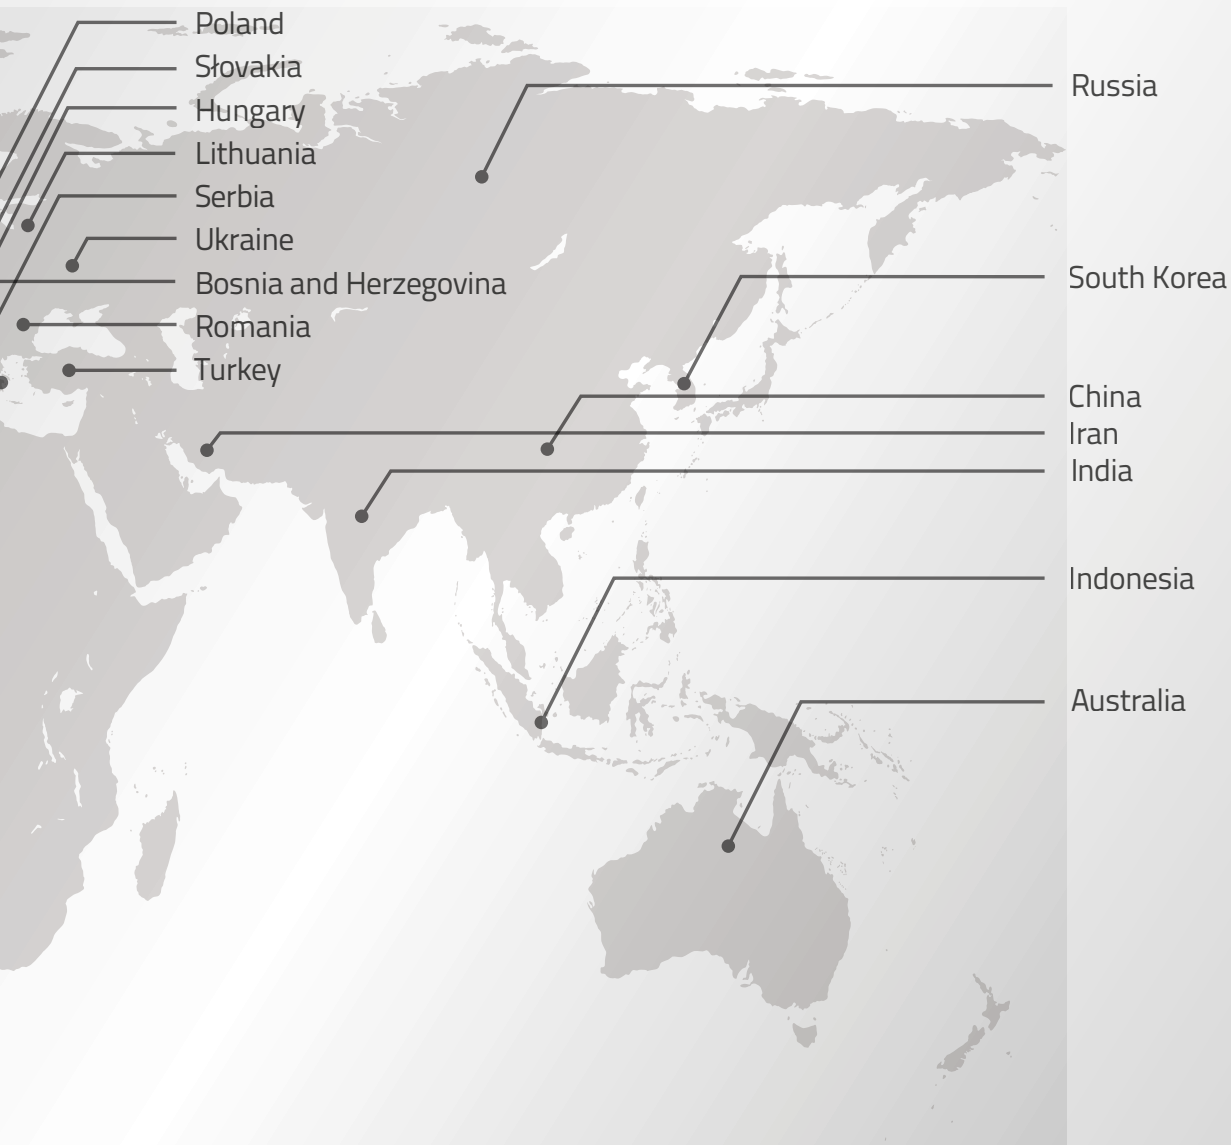 Poland
Słovakia
Hungary
Lithuania
Serbia
Ukraine
Bosnia and Herzegovina
Romania
Turkey
Russia
South Korea
China
Iran
India
Indonesia
Australia